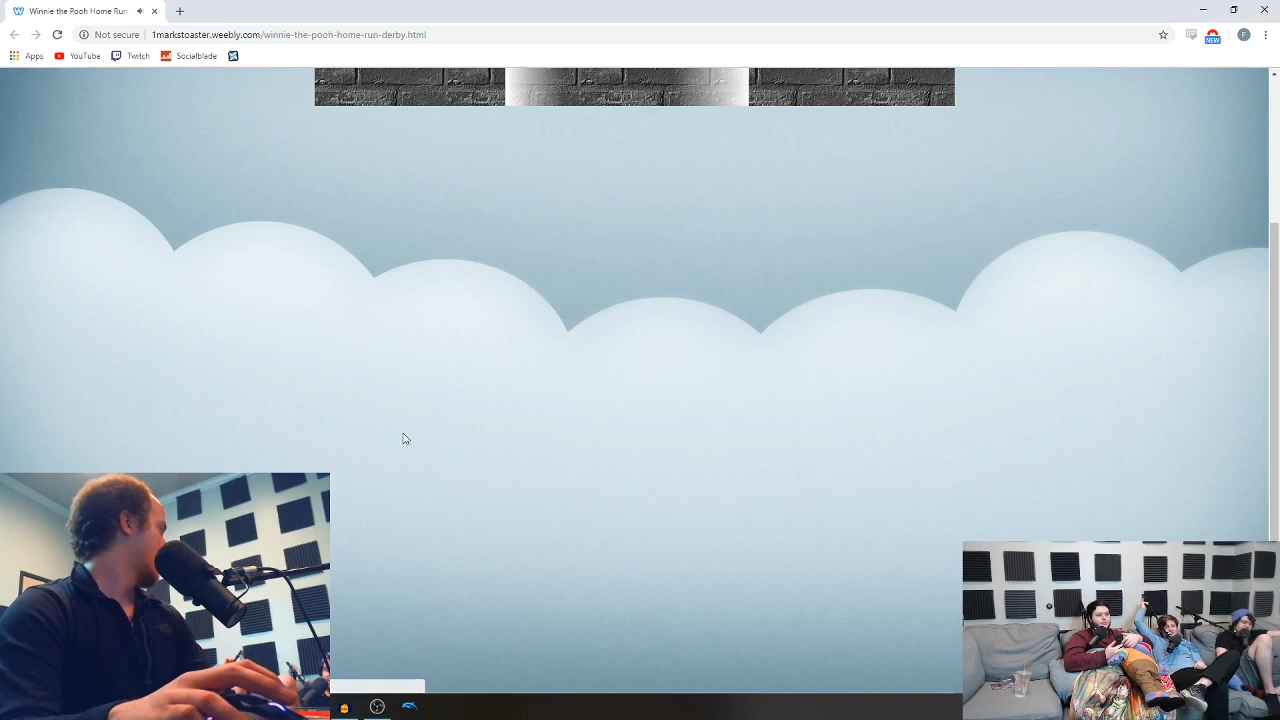 Winnie the Pooh Home Run
Not secure
1markstoaster.weebly.com/winnie-the-pooh-home-run-derby.html
NEW
F
Apps
YouTube
Twitch
Socialblade